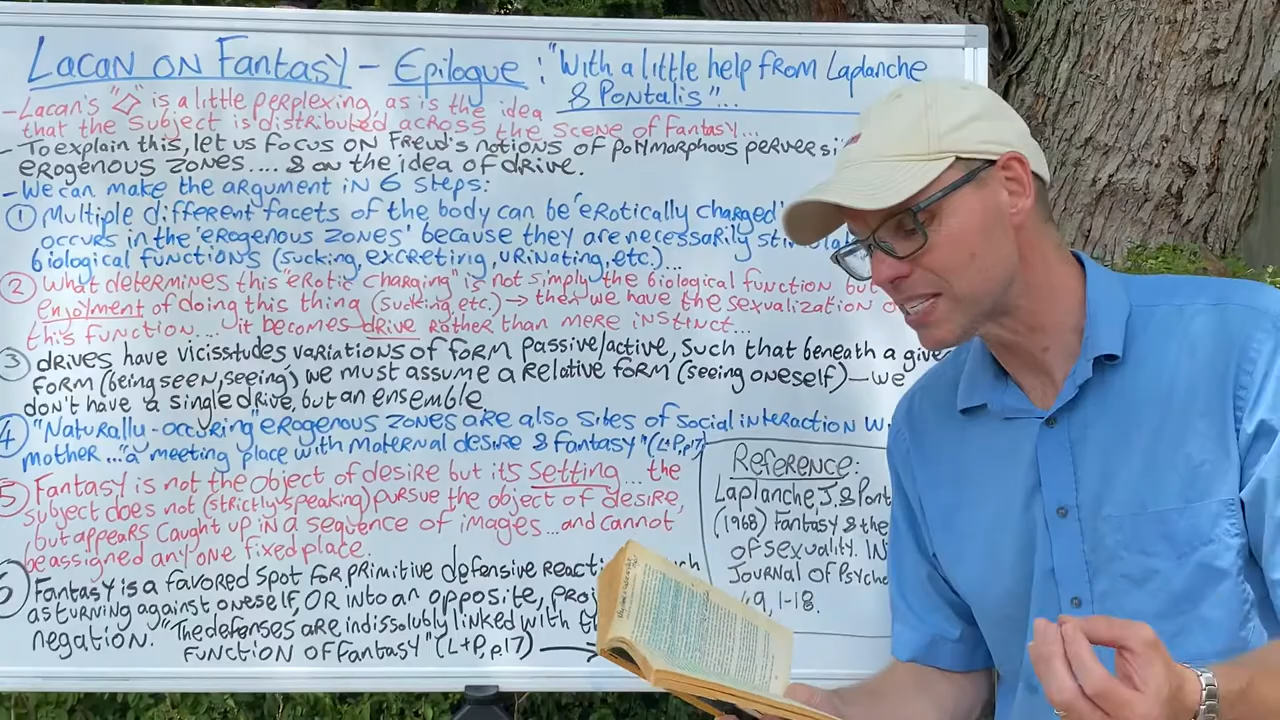 Lacan on Fantasy - Epilogue: "With a little help from Laplanche
& Pontalis"...
- Lacan's "◇" is a little perplexing, as is the idea
that the subject is distributed across the scene of fantasy...
- To explain this, let us focus on Freud's notions of polymorphous perversi
erogenous zones.... & on the idea of drive.
- We can make the argument in 6 steps:
① Multiple different facets of the body can be 'erotically charged'
occurs in the 'erogenous zones' because they are necessarily
biological functions (sucking, excreting, urinating, etc.)...
② What determines this "erotic charging" is not simply the biological function but
enjoyment of doing this thing (sucking etc.) → then we have the sexualization
this function.... it becomes drive rather than mere instinct...
③ drives have vicissitudes, variations of form passive/active, such that beneath a give
form (being seen, seeing) we must assume a relative form (seeing oneself) — we
don't have a single drive, but an ensemble
④ "Naturally-occuring" erogenous zones are also sites of social interaction w.
mother ... "a meeting place with maternal desire & fantasy" (L+P, p17)
⑤ Fantasy is not the object of desire but its setting.... the
subject does not (strictly speaking) pursue the object of desire,
but appears caught up in a sequence of images... and cannot
be assigned any one fixed place.
6 Fantasy is a favored spot for primitive defensive reacti
as turning against oneself, or into an opposite,
negation. "The defenses are indissolubly linked with
function of fantasy" (L+P, p.17) →
Reference:
Laplanche, J. & Pont
(1968) Fantasy & the
of sexuality. In
Journal of Psyche
49, 1-18.